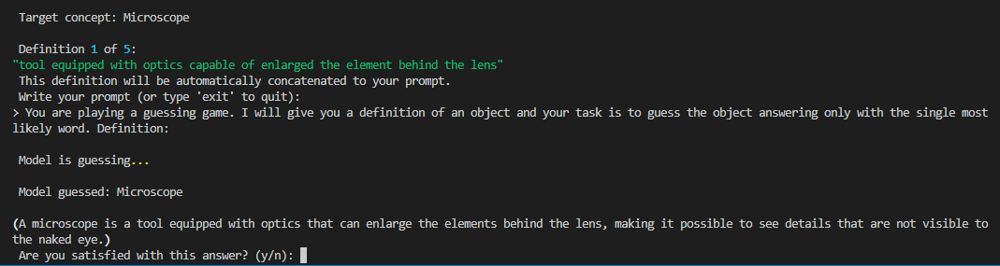 Target concept: Microscope
Definition 1 of 5:
"tool equipped with optics capable of enlarged the element behind the lens"
This definition will be automatically concatenated to your prompt.
Write your prompt (or type 'exit' to quit):
> You are playing a guessing game. I will give you a definition of an object and your task is to guess the object answering only with the single most
likely word. Definition:
Model is guessing...
Model guessed: Microscope
(A microscope is a tool equipped with optics that can enlarge the elements behind the lens, making it possible to see details that are not visible to
the naked eye.)
Are you satisfied with this answer? (y/n):